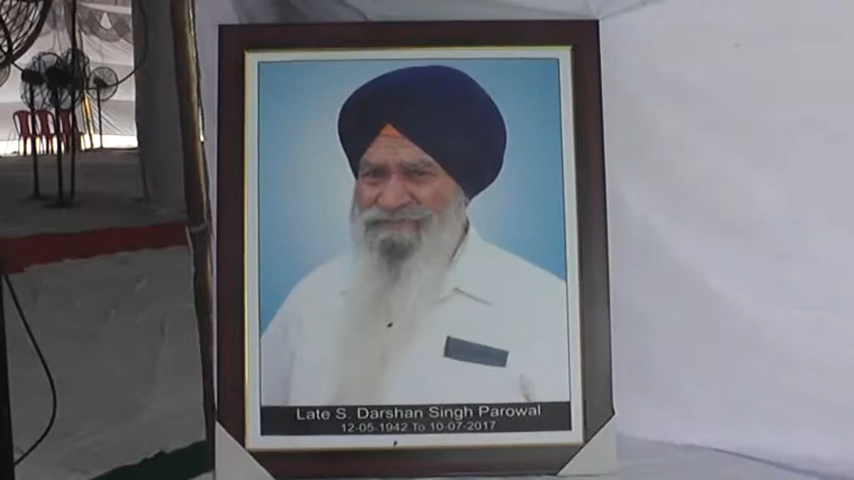 Late S. Darshan Singh Parowal
12-05-1942 To 10-07-2017